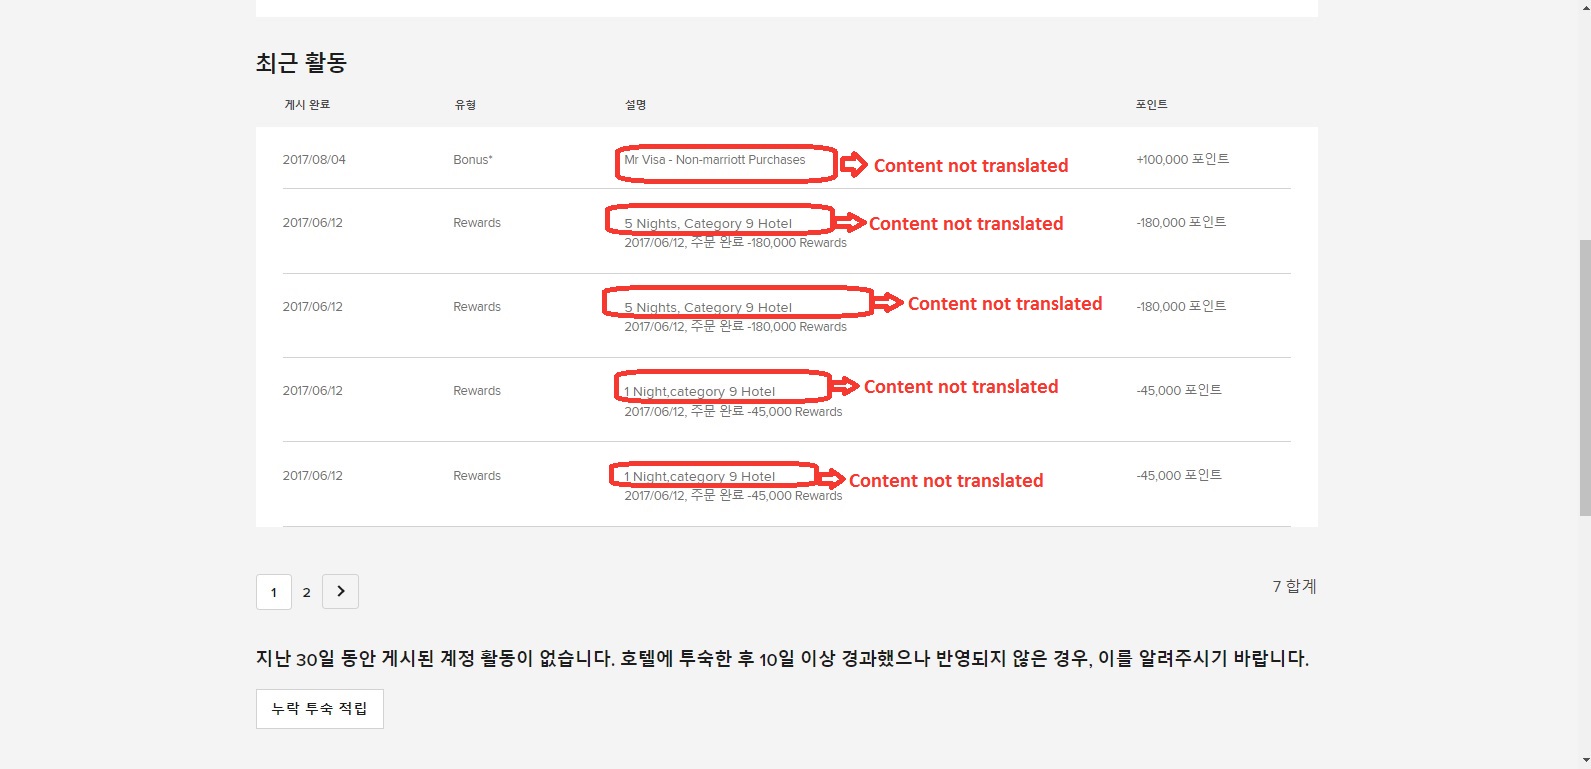 최근 활동
게시 완료 유형 설명 포인트
2017/08/04 Bonus* Mr Visa - Non-marriott Purchases Content not translated +100,000 포인트
2017/06/12 Rewards 5 Nights, Category 9 Hotel Content not translated -180,000 포인트
2017/06/12, 주문 완료 -180,000 Rewards
2017/06/12 Rewards 5 Nights, Category 9 Hotel Content not translated -180,000 포인트
2017/06/12, 주문 완료 -180,000 Rewards
2017/06/12 Rewards 1 Night,category 9 Hotel Content not translated -45,000 포인트
2017/06/12, 주문 완료 -45,000 Rewards
2017/06/12 Rewards 1 Night,category 9 Hotel Content not translated -45,000 포인트
2017/06/12, 주문 완료 -45,000 Rewards
1 2 7 합계
지난 30일 동안 게시된 계정 활동이 없습니다. 호텔에 투숙한 후 10일 이상 경과했으나 반영되지 않은 경우, 이를 알려주시기 바랍니다.
누락 투숙 적립